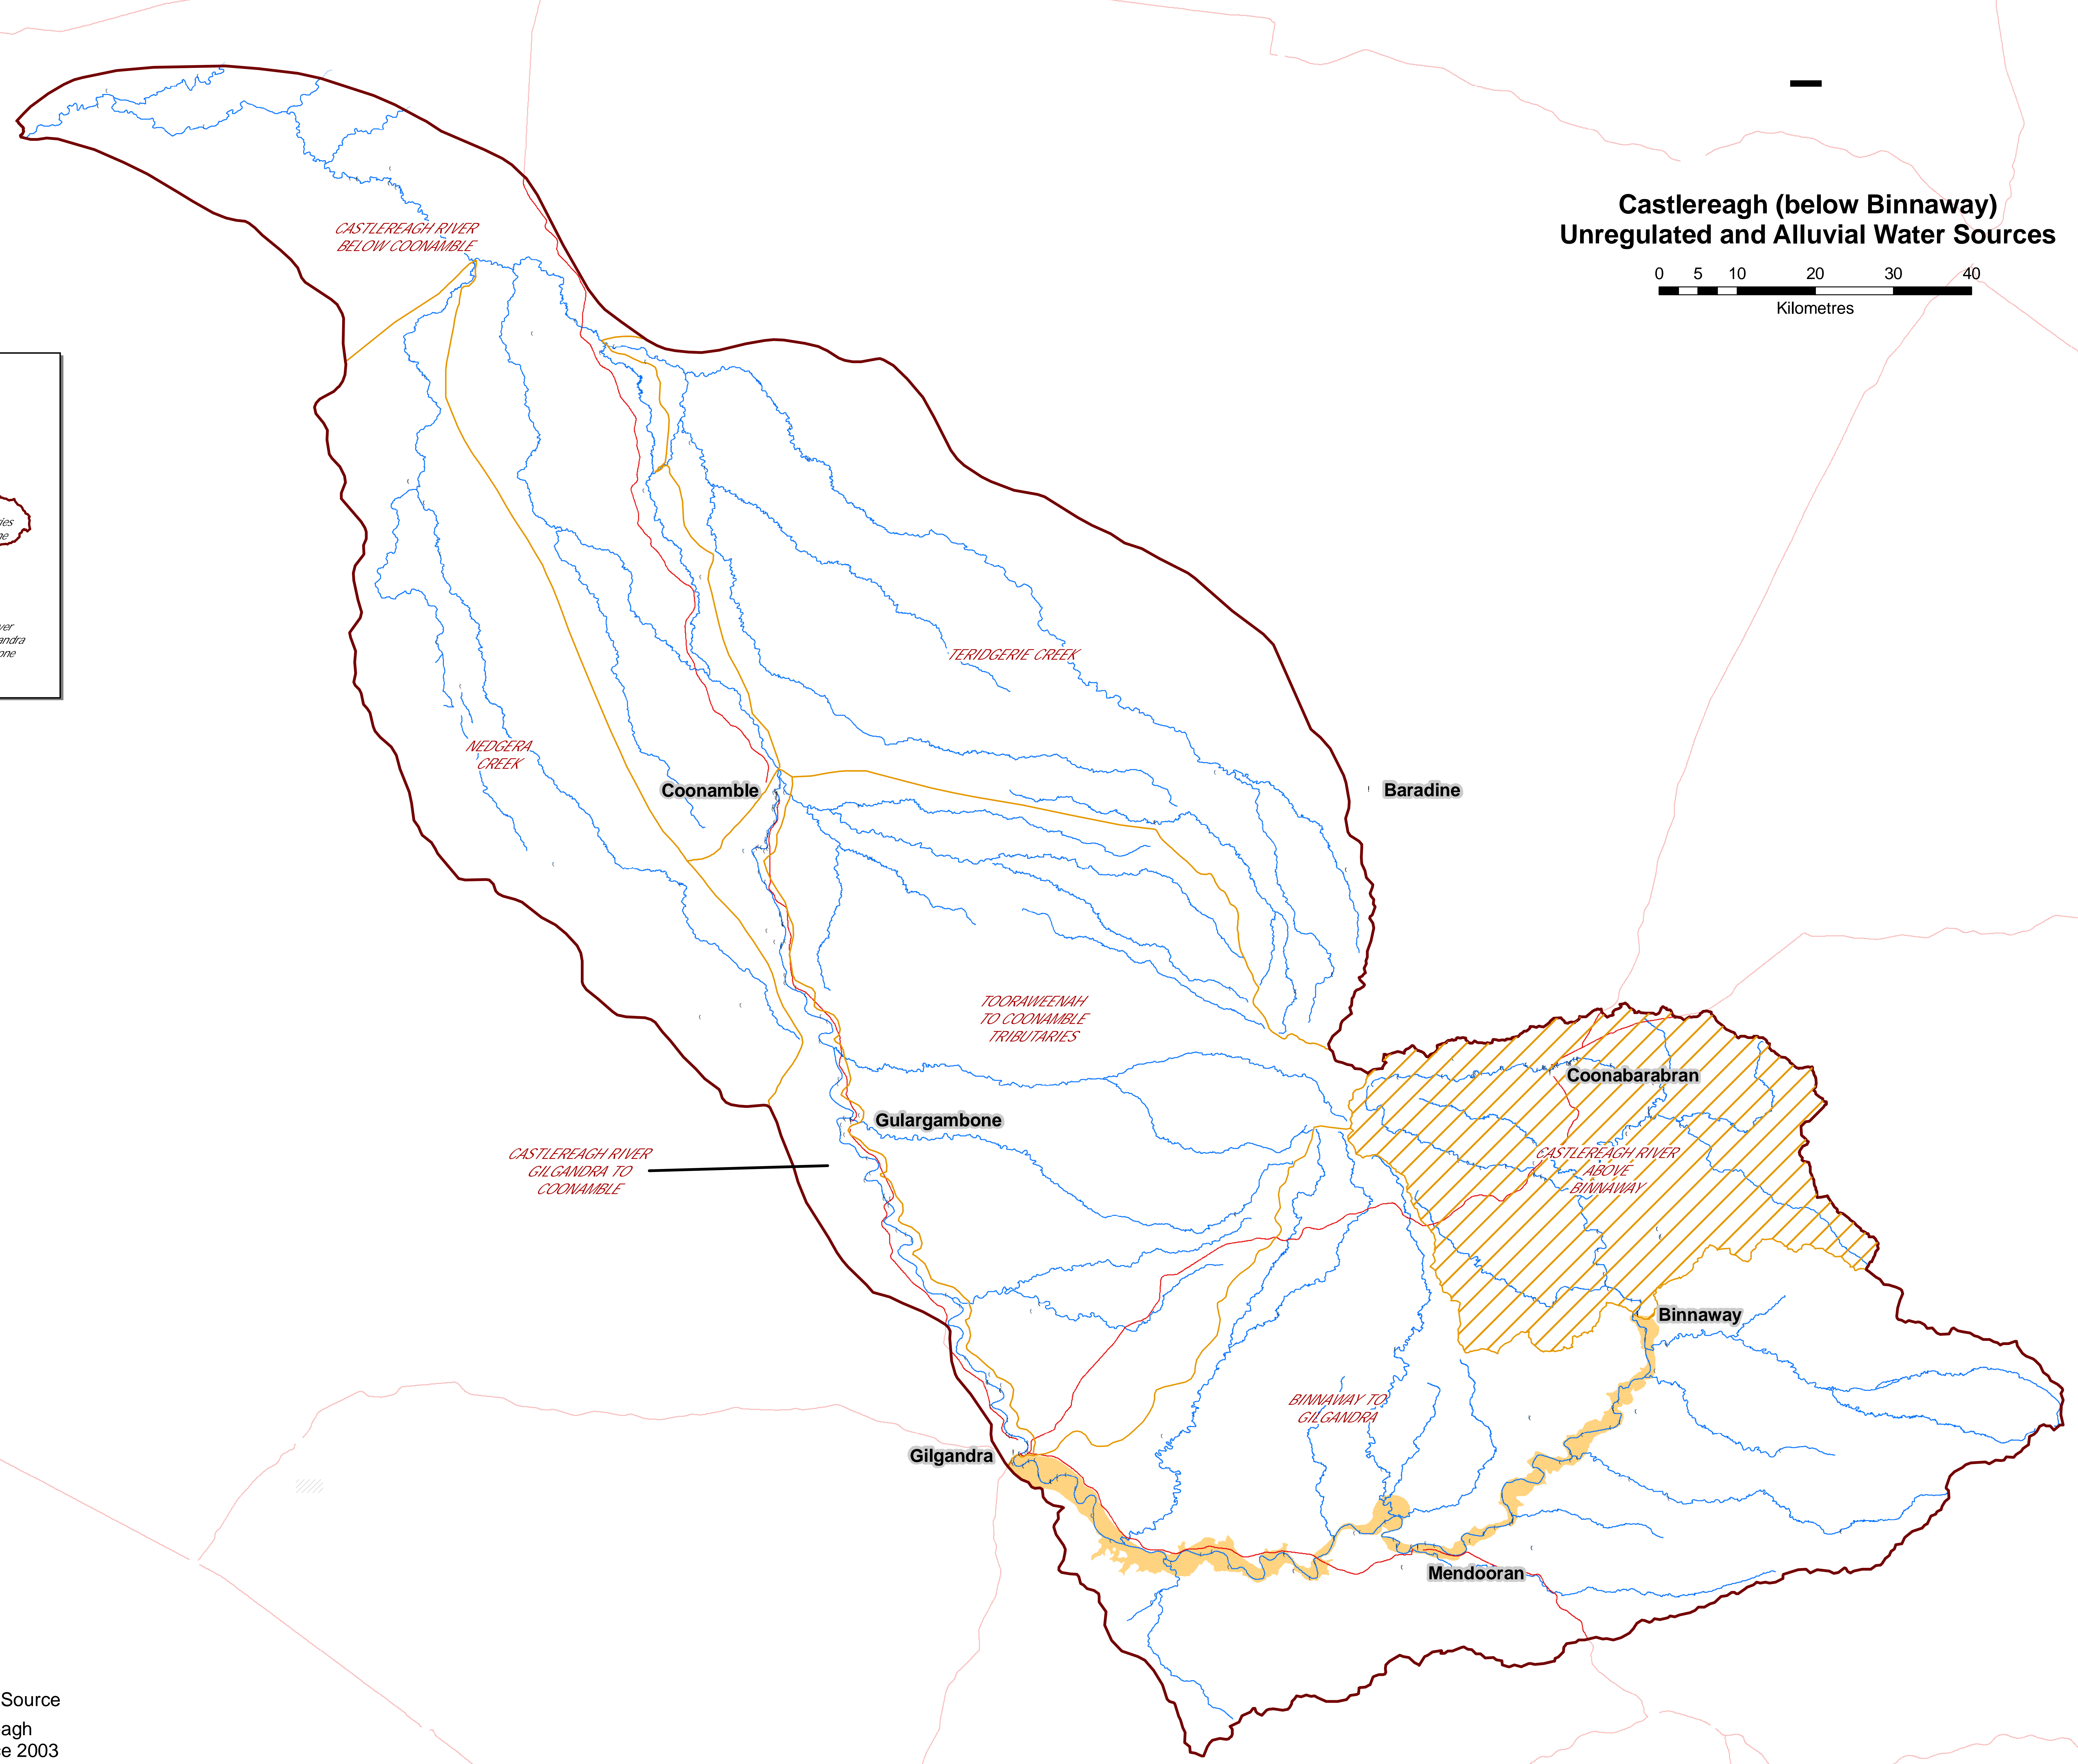 Castlereagh (below Binnaway)
Unregulated and Alluvial Water Sources
0 5 10 20 30 40
Kilometres
CASTLEREAGH RIVER
BELOW COONAMBLE
TERIDGERIE CREEK
NEDGERA
CREEK
Coonamble
Baradine
TOORAWEENAH
TO COONAMBLE
TRIBUTARIES
Coonabarabran
Gulargambone
CASTLEREAGH RIVER
GILGANDRA TO
COONAMBLE
CASTLEREAGH RIVER
ABOVE
BINNAWAY
Binnaway
BINNAWAY TO
GILGANDRA
Gilgandra
Mendooran
Source
2003